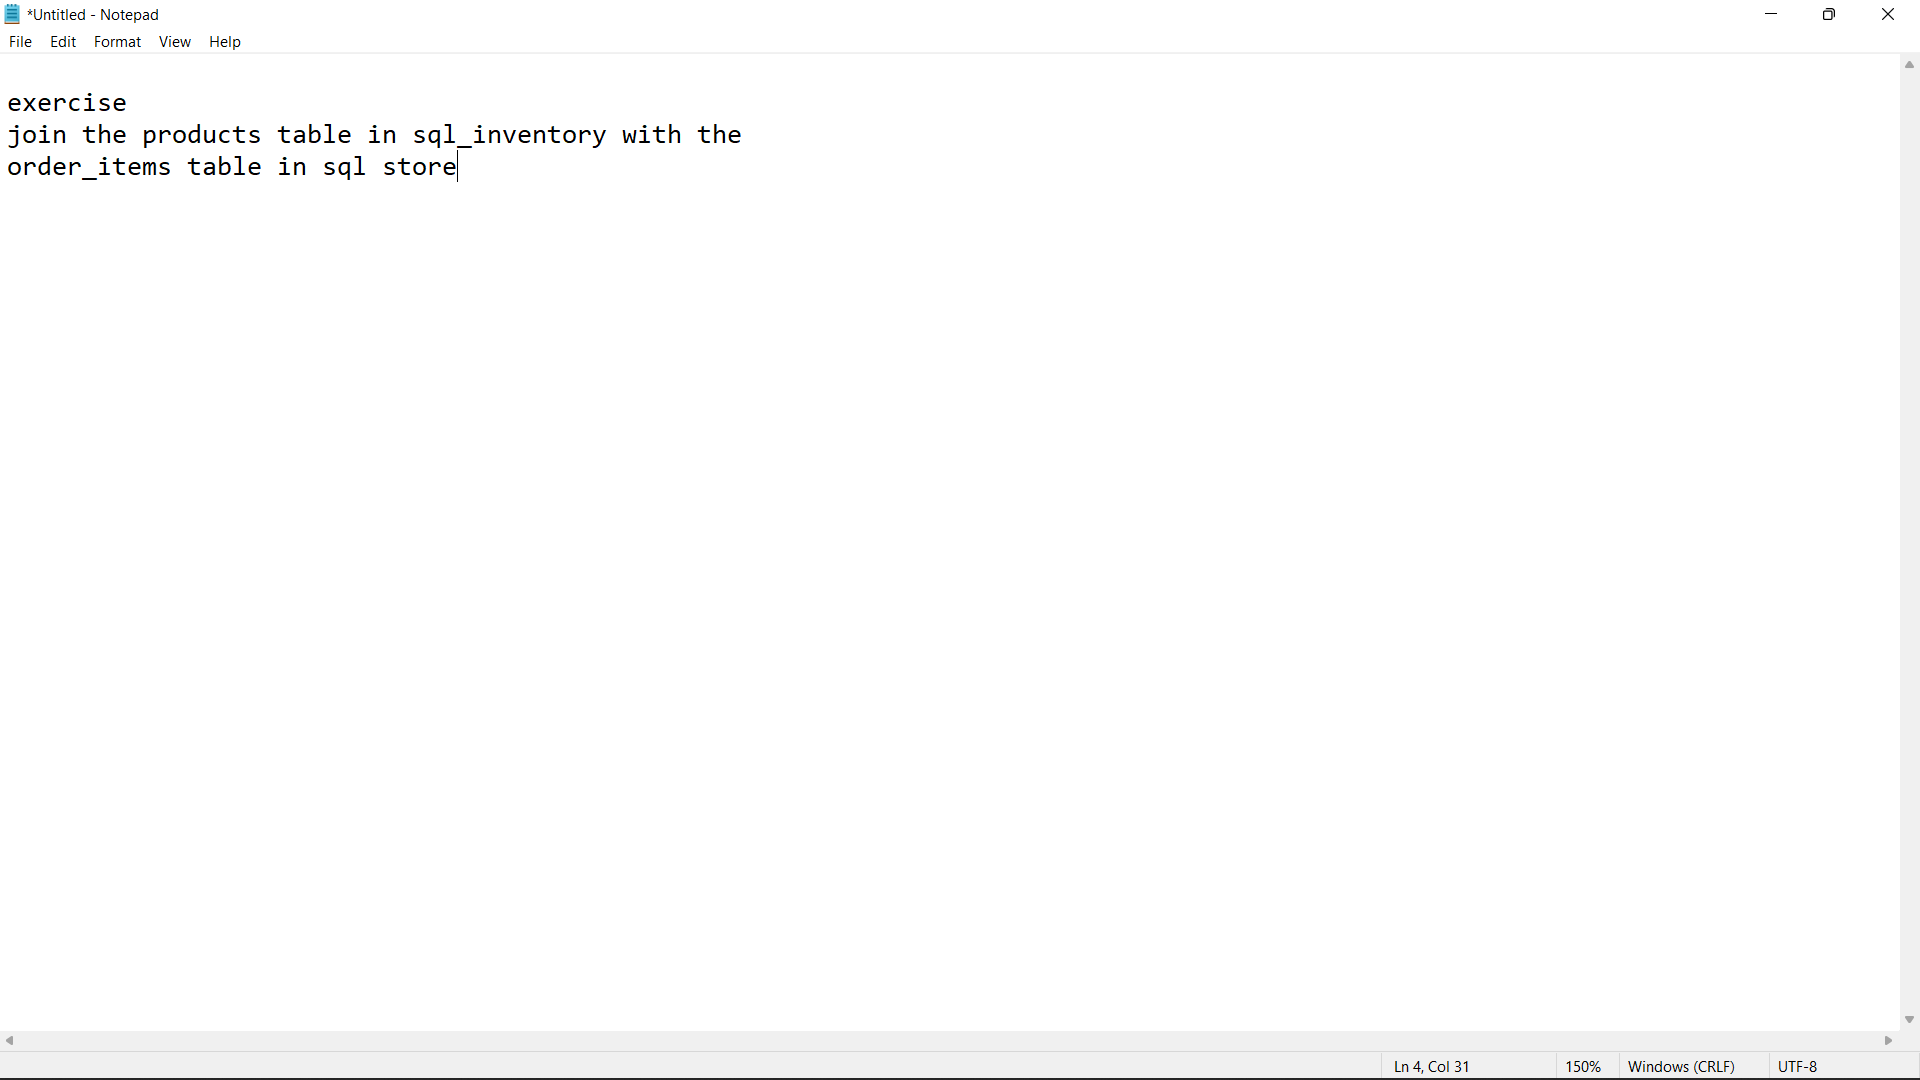 *Untitled - Notepad
File Edit Format View Help
exercise
join the products table in sql_inventory with the
order_items table in sql store
Ln 4, Col 31 150% Windows (CRLF) UTF-8